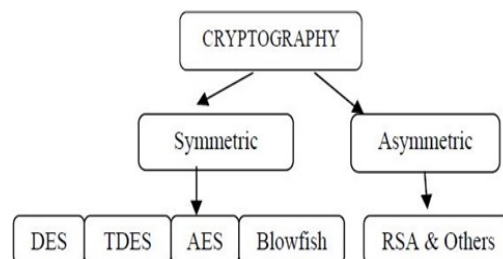 CRYPTOGRAPHY
Symmetric Asymmetric
DES TDES AES Blowfish RSA & Others